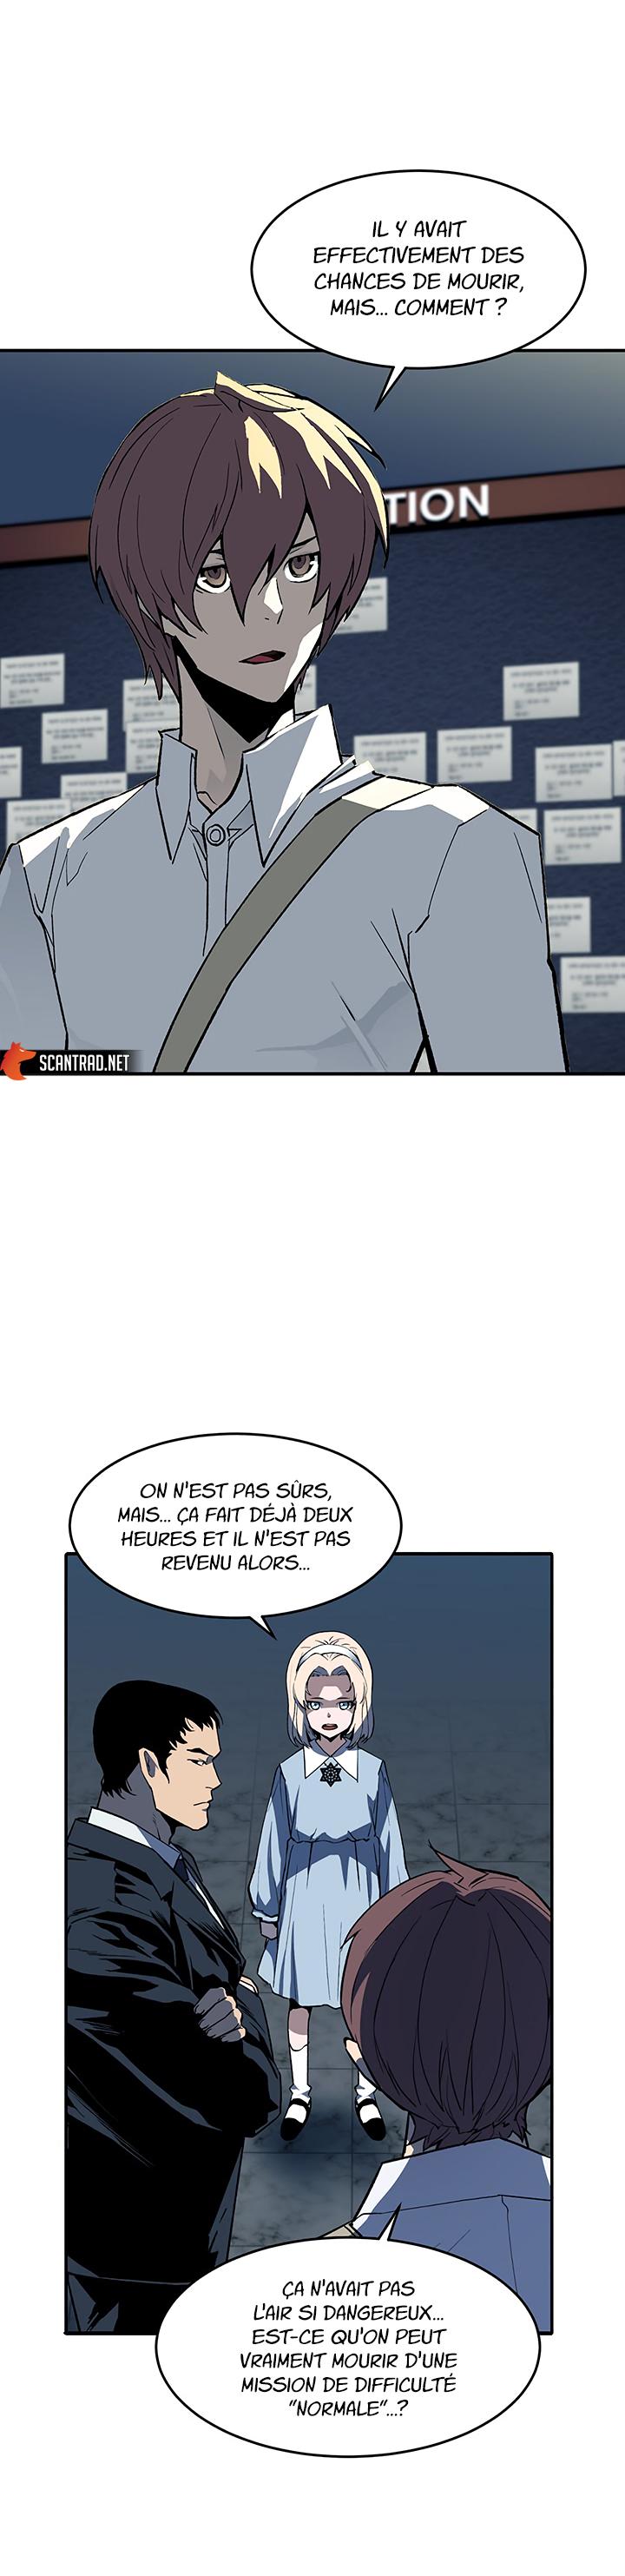 IL Y AVAIT
EFFECTIVEMENT DES
CHANCES DE MOURIR,
MAIS... COMMENT ?
TION
SCANTRAD.NET
ON N'EST PAS SÛRS,
MAIS... ÇA FAIT DÉJÀ DEUX
HEURES ET IL N'EST PAS
REVENU ALORS...
ÇA N'AVAIT PAS
L'AIR SI DANGEREUX...
EST-CE QU'ON PEUT
VRAIMENT MOURIR D'UNE
MISSION DE DIFFICULTÉ
"NORMALE"...?